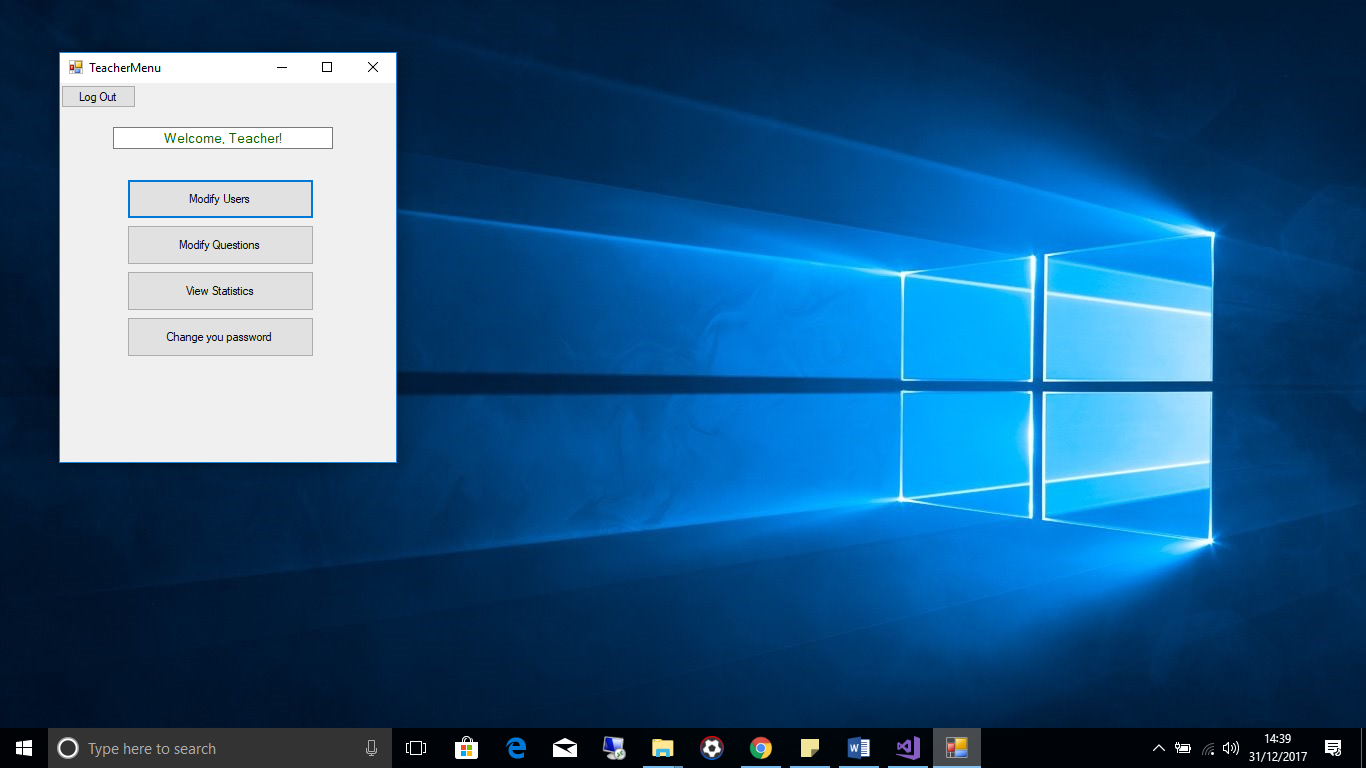 TeacherMenu
Log Out
Welcome, Teacher!
Modify Users
Modify Questions
View Statistics
Change you password
Type here to search
14:39
31/12/2017